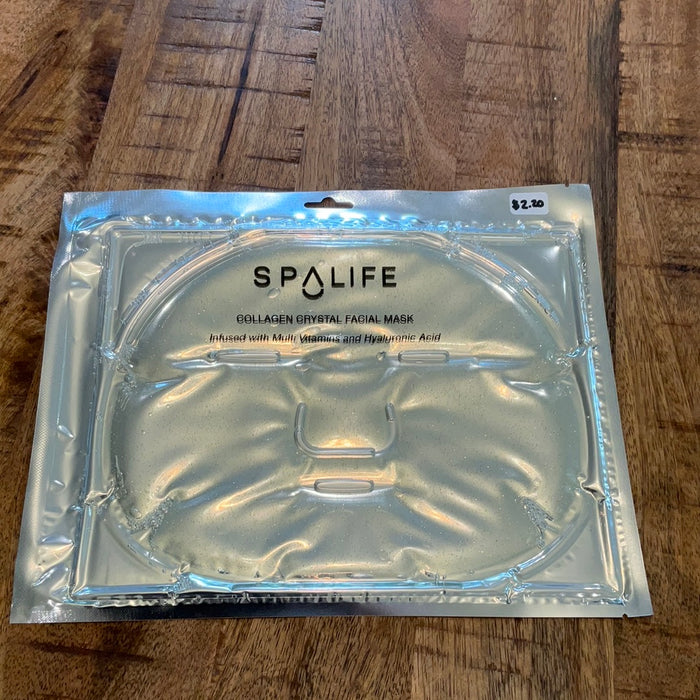 $2.20
SPALIFE
COLLAGEN CRYSTAL FACIAL MASK
Infused with Multi Vitamins and Hyaluronic Acid